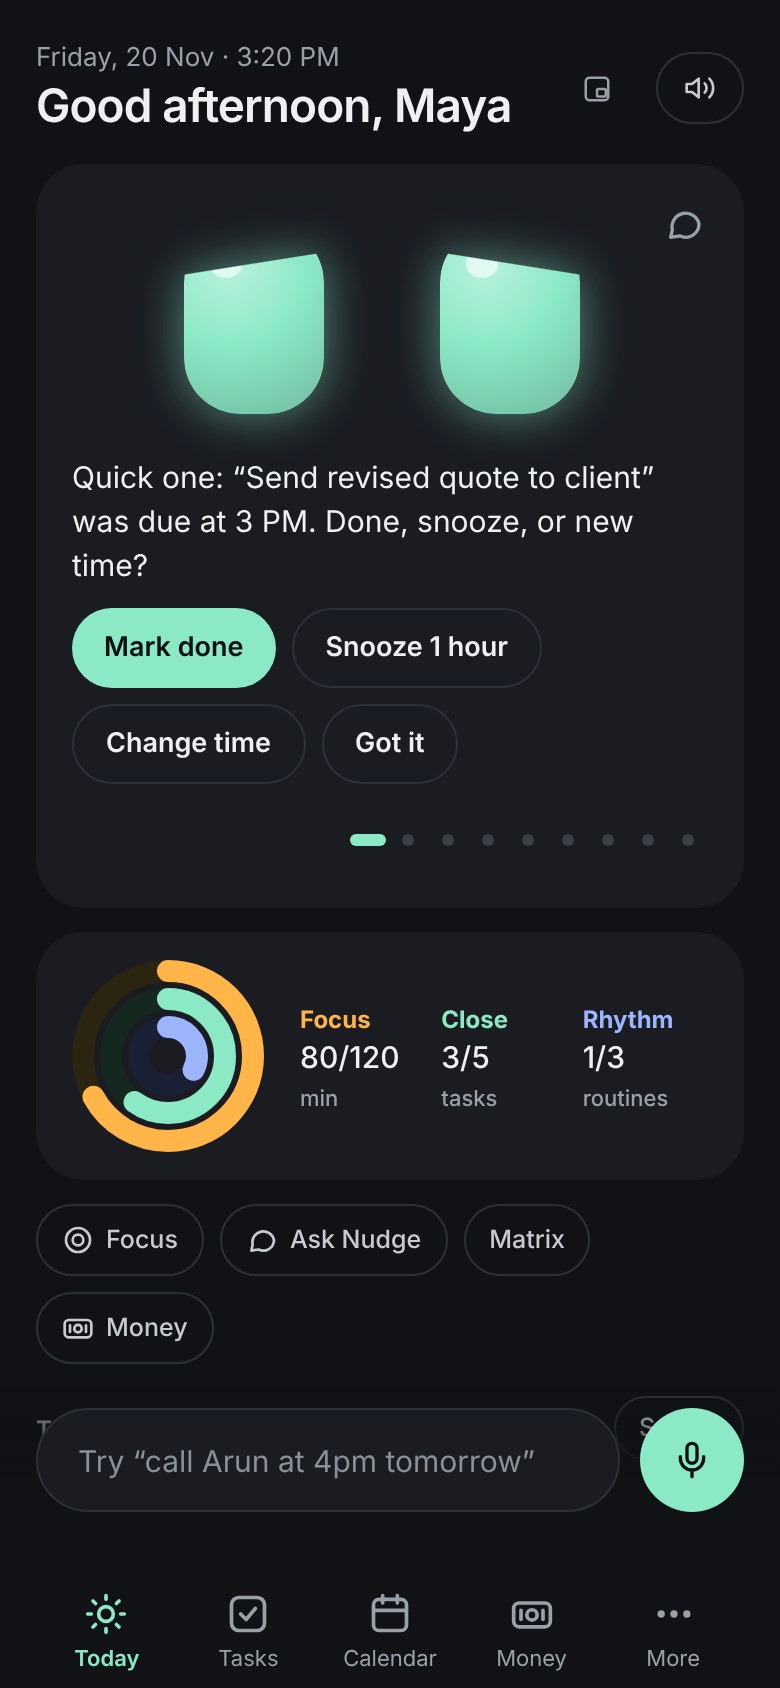 Friday, 20 Nov · 3:20 PM
Good afternoon, Maya
Quick one: “Send revised quote to client”
was due at 3 PM. Done, snooze, or new
time?
Mark done
Snooze 1 hour
Change time
Got it
Focus
Close
Rhythm
80/120
3/5
1/3
min
tasks
routines
Focus
Ask Nudge
Matrix
Money
Try “call Arun at 4pm tomorrow”
Today
Tasks
Calendar
Money
More